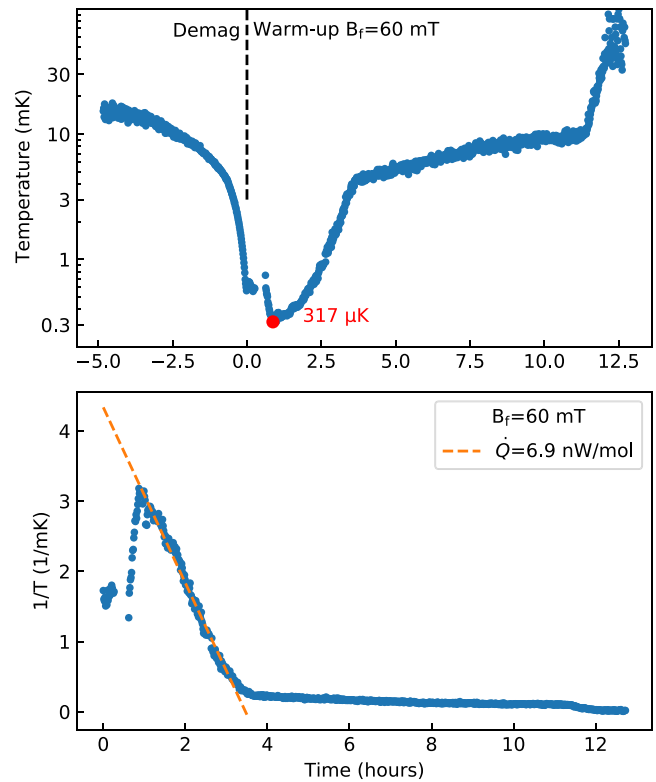 Demag Warm-up B_f=60 mT
Temperature (mK)
30
10
3
1
0.3
317 μK
−5.0 −2.5 0.0 2.5 5.0 7.5 10.0 12.5
B_f=60 mT
Q̇=6.9 nW/mol
1/T (1/mK)
4
3
2
1
0
0 2 4 6 8 10 12
Time (hours)